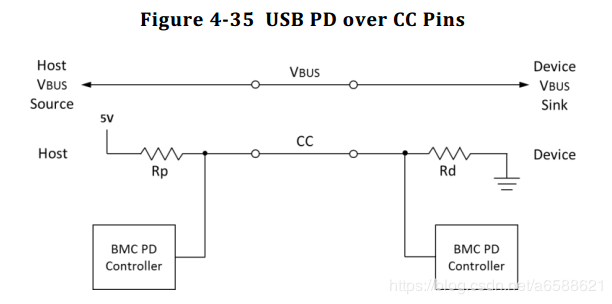 Figure 4-35 USB PD over CC Pins
Host
VBUS
Source
VBUS
Device
VBUS
Sink
5V
Host
Rp
CC
Rd
Device
BMC PD
Controller
BMC PD
Controller
https://blog.csdn.net/a6588621